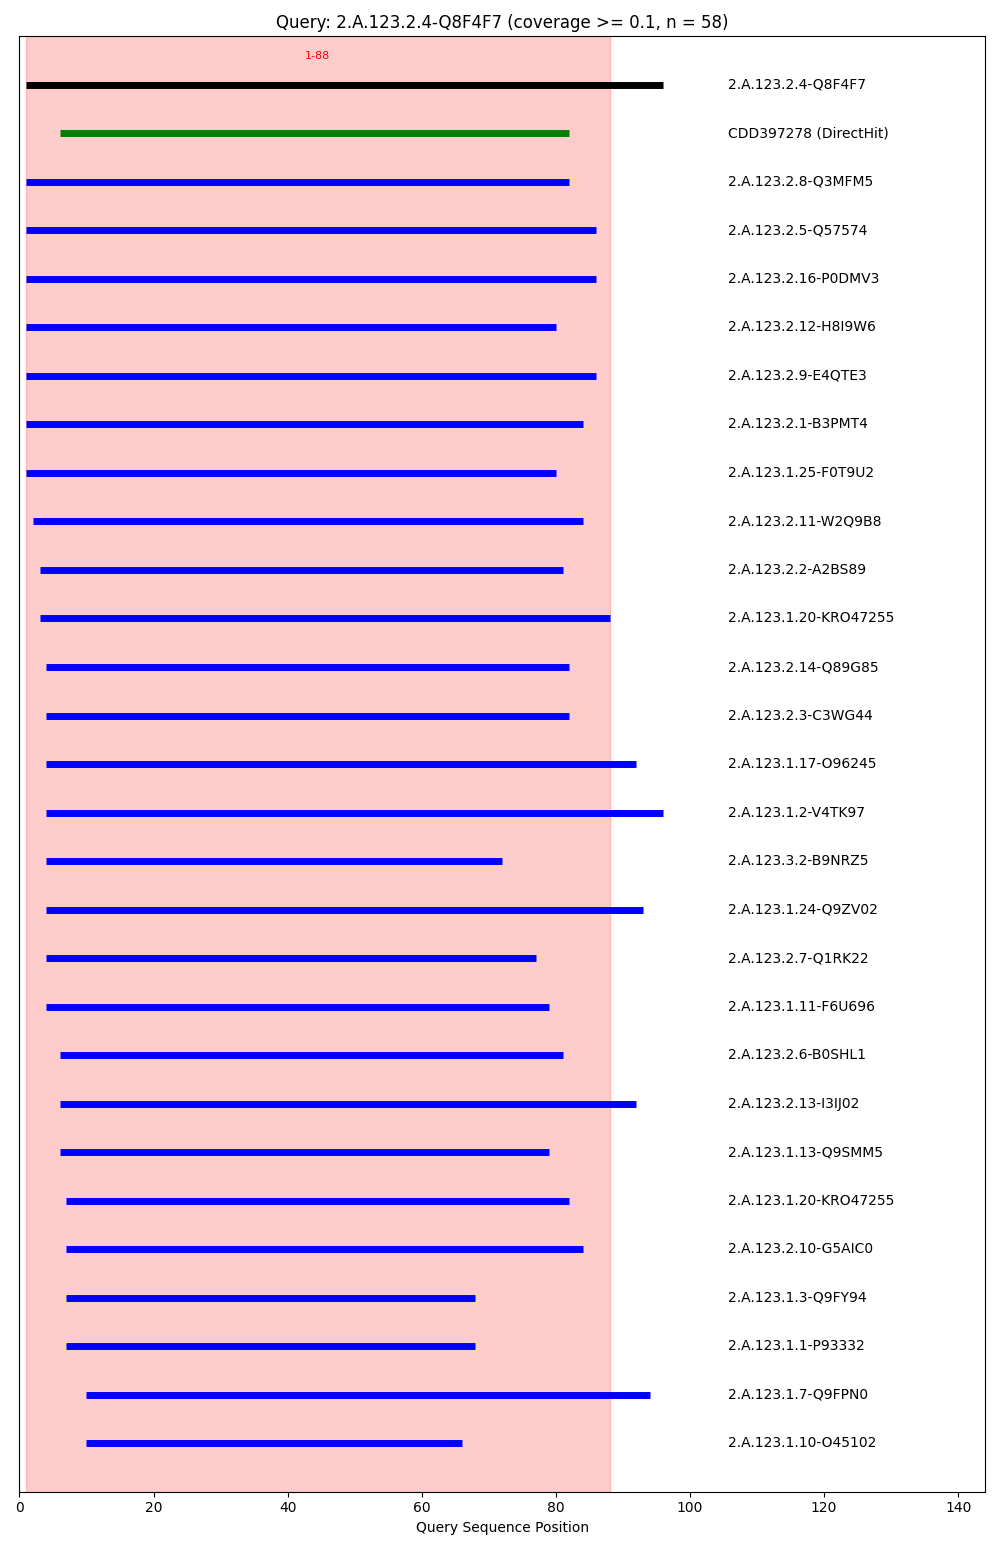 Query: 2.A.123.2.4-Q8F4F7 (coverage >= 0.1, n = 58)
1-88
2.A.123.2.4-Q8F4F7
CDD397278 (DirectHit)
2.A.123.2.8-Q3MFM5
2.A.123.2.5-Q57574
2.A.123.2.16-P0DMV3
2.A.123.2.12-H8I9W6
2.A.123.2.9-E4QTE3
2.A.123.2.1-B3PMT4
2.A.123.1.25-F0T9U2
2.A.123.2.11-W2Q9B8
2.A.123.2.2-A2BS89
2.A.123.1.20-KRO47255
2.A.123.2.14-Q89G85
2.A.123.2.3-C3WG44
2.A.123.1.17-O96245
2.A.123.1.2-V4TK97
2.A.123.3.2-B9NRZ5
2.A.123.1.24-Q9ZV02
2.A.123.2.7-Q1RK22
2.A.123.1.11-F6U696
2.A.123.2.6-B0SHL1
2.A.123.2.13-I3IJ02
2.A.123.1.13-Q9SMM5
2.A.123.1.20-KRO47255
2.A.123.2.10-G5AIC0
2.A.123.1.3-Q9FY94
2.A.123.1.1-P93332
2.A.123.1.7-Q9FPN0
2.A.123.1.10-O45102
0 20 40 60 80 100 120 140
Query Sequence Position